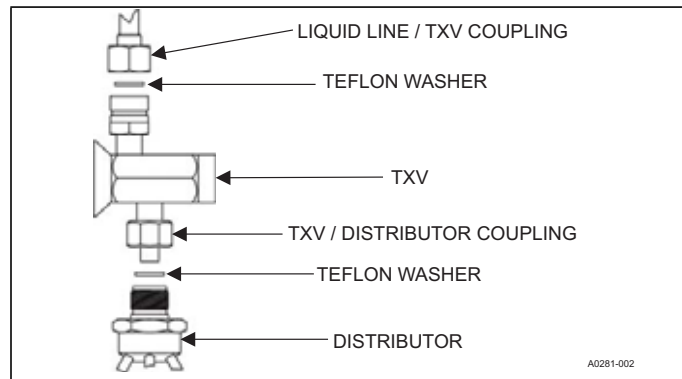 LIQUID LINE / TXV COUPLING
TEFLON WASHER
TXV
TXV / DISTRIBUTOR COUPLING
TEFLON WASHER
DISTRIBUTOR
A0281-002